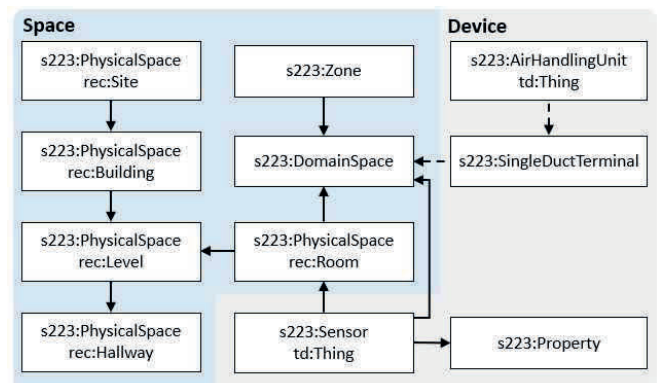 Space
Device
s223:PhysicalSpace
rec:Site
s223:Zone
s223:AirHandlingUnit
td:Thing
s223:PhysicalSpace
rec:Building
s223:DomainSpace
s223:SingleDuctTerminal
s223:PhysicalSpace
rec:Level
s223:PhysicalSpace
rec:Room
s223:PhysicalSpace
rec:Hallway
s223:Sensor
td:Thing
s223:Property